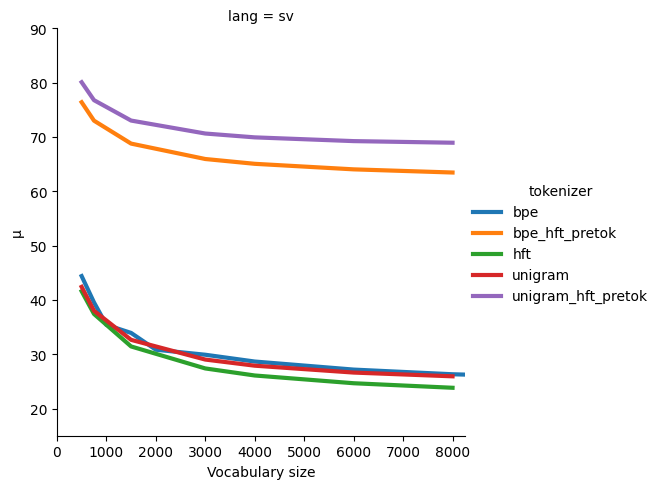 lang = sv
90
80
70
60
50
40
30
20
μ
0
1000
2000
3000
4000
5000
6000
7000
8000
Vocabulary size
tokenizer
bpe
bpe_hft_pretok
hft
unigram
unigram_hft_pretok